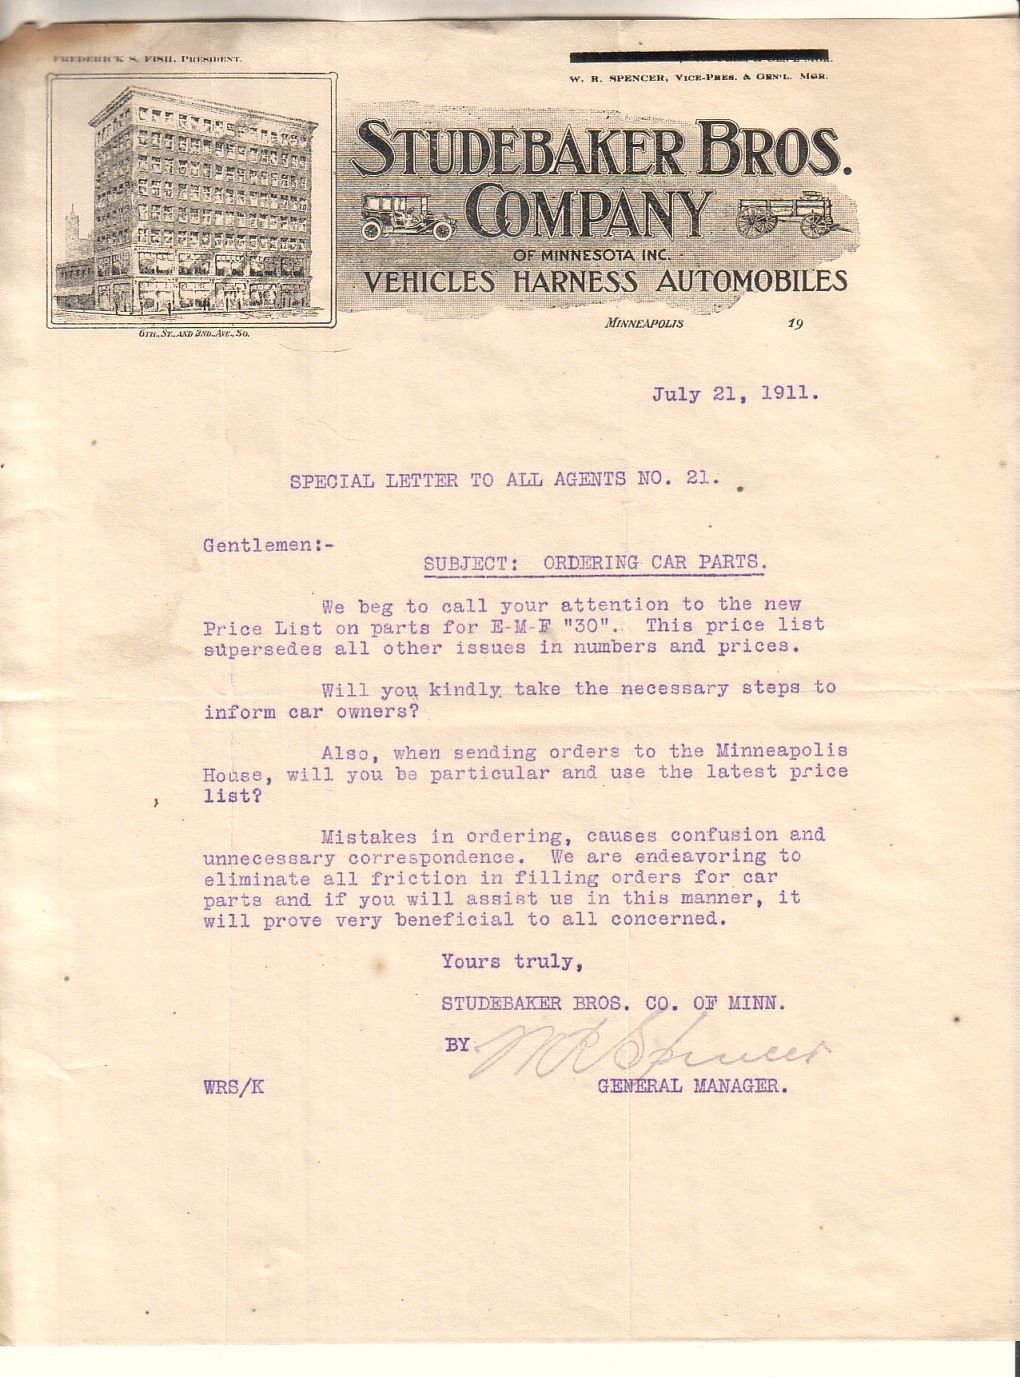 FREDERICK S. FISH, PRESIDENT.
W. R. SPENCER, VICE-PRES. & GEN'L. MGR.
STUDEBAKER BROS.
COMPANY
OF MINNESOTA INC.
VEHICLES HARNESS AUTOMOBILES
6TH., ST., AND 2ND., AVE., SO.
MINNEAPOLIS 19
July 21, 1911.
SPECIAL LETTER TO ALL AGENTS NO. 21.
Gentlemen:-
SUBJECT: ORDERING CAR PARTS.
We beg to call your attention to the new
Price List on parts for E-M-F "30". This price list
supersedes all other issues in numbers and prices.
Will you kindly take the necessary steps to
inform car owners?
Also, when sending orders to the Minneapolis
House, will you be particular and use the latest price
list?
Mistakes in ordering, causes confusion and
unnecessary correspondence. We are endeavoring to
eliminate all friction in filling orders for car
parts and if you will assist us in this manner, it
will prove very beneficial to all concerned.
Yours truly,
STUDEBAKER BROS. CO. OF MINN.
BY W R Spencer
WRS/K GENERAL MANAGER.